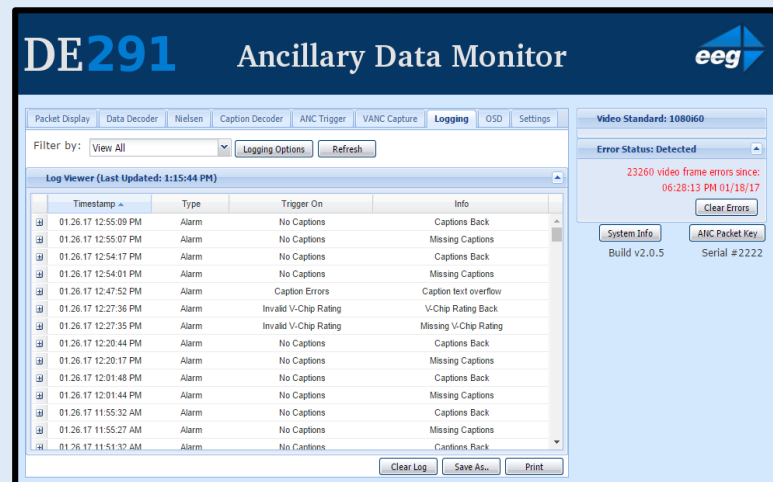 DE291 Ancillary Data Monitor eeg
Packet Display Data Decoder Nielsen Caption Decoder ANC Trigger VANC Capture Logging OSD Settings
Filter by: View All Logging Options Refresh
Log Viewer (Last Updated: 1:15:44 PM)
Timestamp Type Trigger On Info
01.26.17 12:55:09 PM Alarm No Captions Captions Back
01.26.17 12:55:07 PM Alarm No Captions Missing Captions
01.26.17 12:54:17 PM Alarm No Captions Captions Back
01.26.17 12:54:01 PM Alarm No Captions Missing Captions
01.26.17 12:47:52 PM Alarm Caption Errors Caption text overflow
01.26.17 12:27:36 PM Alarm Invalid V-Chip Rating V-Chip Rating Back
01.26.17 12:27:35 PM Alarm Invalid V-Chip Rating Missing V-Chip Rating
01.26.17 12:20:44 PM Alarm No Captions Captions Back
01.26.17 12:20:17 PM Alarm No Captions Missing Captions
01.26.17 12:01:48 PM Alarm No Captions Captions Back
01.26.17 12:01:44 PM Alarm No Captions Missing Captions
01.26.17 11:55:32 AM Alarm No Captions Captions Back
01.26.17 11:55:27 AM Alarm No Captions Missing Captions
01.26.17 11:51:32 AM Alarm No Captions Captions Back
Clear Log Save As.. Print
Video Standard: 1080i60
Error Status: Detected
23260 video frame errors since:
06:28:13 PM 01/18/17
Clear Errors
System Info ANC Packet Key
Build v2.0.5 Serial #2222